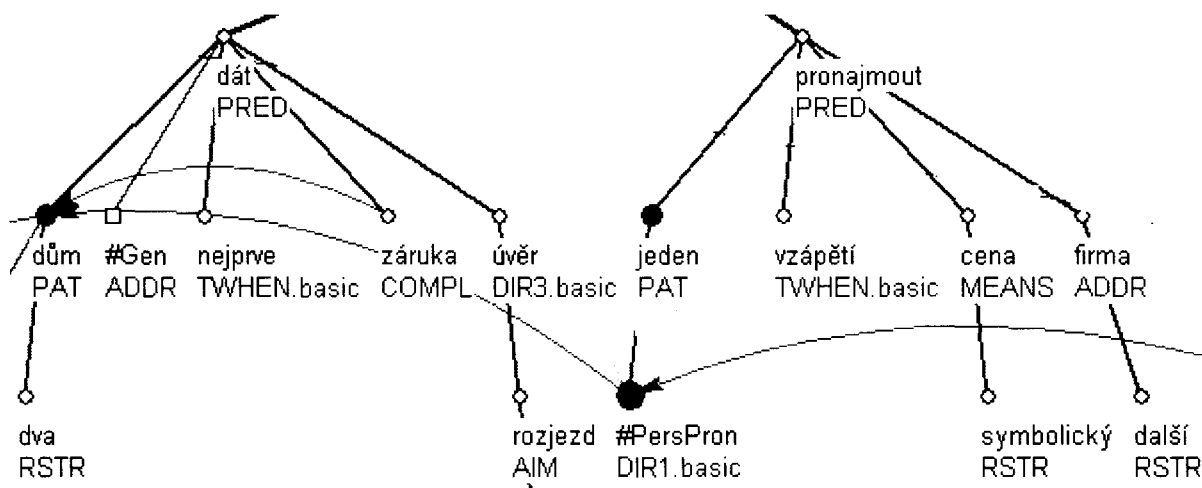 dát
PRED
pronajmout
PRED
dům
PAT
#Gen
ADDR
nejprve
TWHEN.basic
záruka
COMPL
úvěr
DIR3.basic
jeden
PAT
vzápětí
TWHEN.basic
cena
MEANS
firma
ADDR
dva
RSTR
rozjezd
AIM
#PersPron
DIR1.basic
symbolický
RSTR
další
RSTR